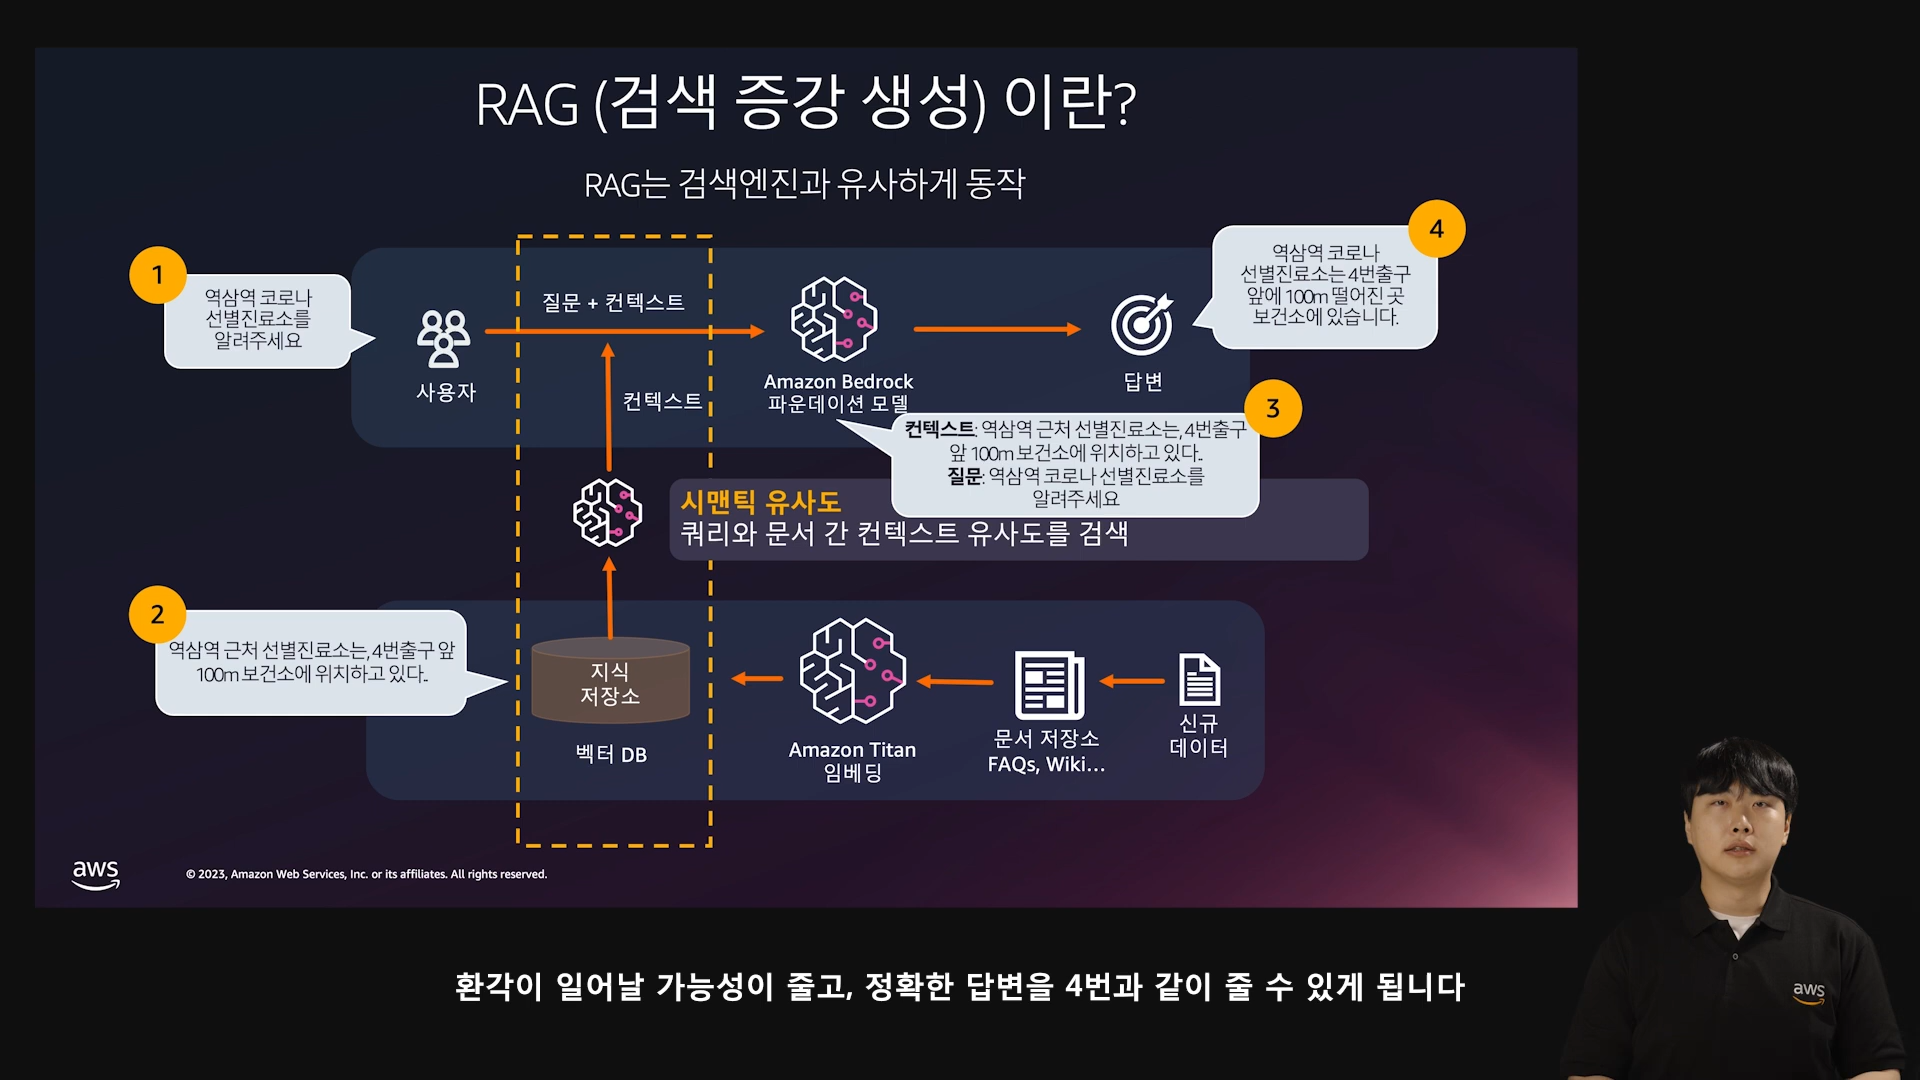 RAG (검색 증강 생성) 이란?
RAG는 검색엔진과 유사하게 동작
1
역삼역 코로나
선별진료소를
알려주세요
사용자
질문 + 컨텍스트
컨텍스트
Amazon Bedrock
파운데이션 모델
답변
4
역삼역 코로나
선별진료소는 4번출구
앞에 100m 떨어진 곳
보건소에 있습니다.
3
컨텍스트: 역삼역 근처 선별진료소는, 4번출구
앞 100m 보건소에 위치하고 있다..
질문: 역삼역 코로나 선별진료소를
알려주세요
시맨틱 유사도
쿼리와 문서 간 컨텍스트 유사도를 검색
2
역삼역 근처 선별진료소는, 4번출구 앞
100m 보건소에 위치하고 있다..
지식
저장소
벡터 DB
Amazon Titan
임베딩
문서 저장소
FAQs, Wiki...
신규
데이터
aws
© 2023, Amazon Web Services, Inc. or its affiliates. All rights reserved.
aws
환각이 일어날 가능성이 줄고, 정확한 답변을 4번과 같이 줄 수 있게 됩니다